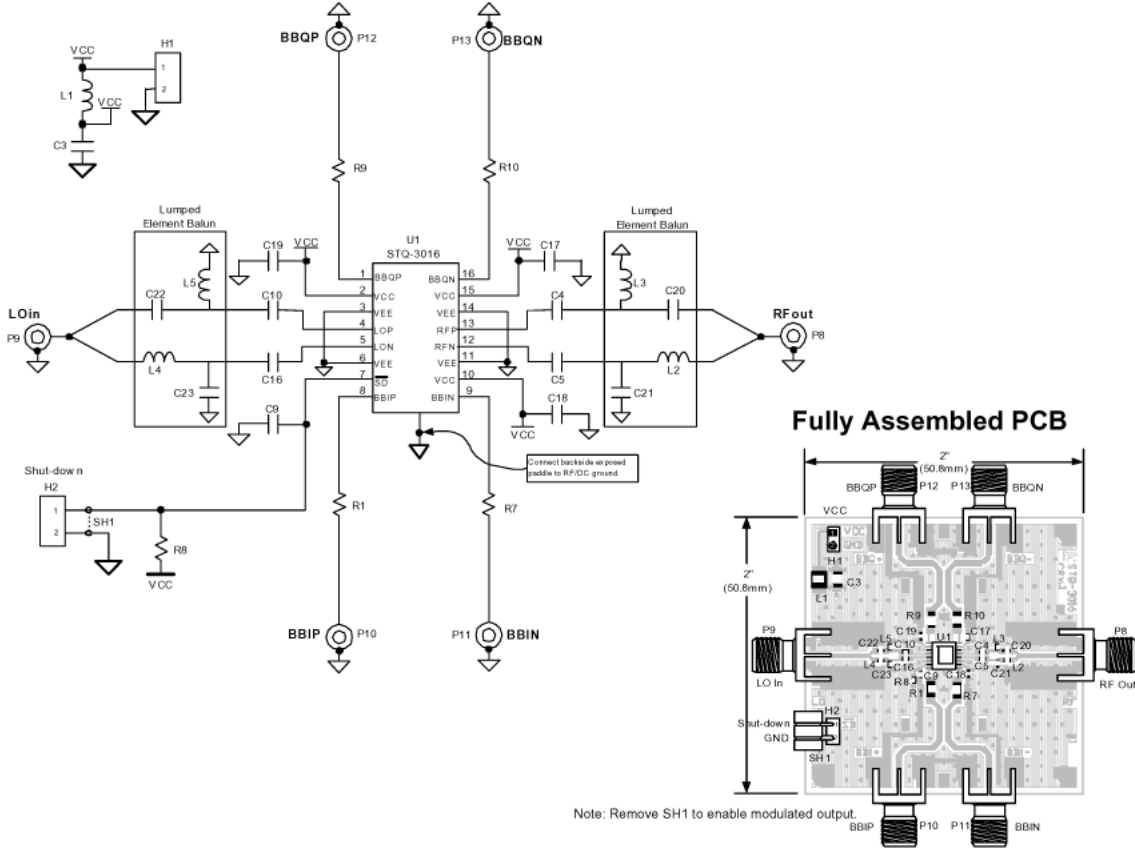 BBQP P12
P13 BBQN
VCC
H1
1
2
L1
VCC
C3
R9
R10
Lumped
Element Balun
Lumped
Element Balun
U1
STQ-3016
C19
VCC
VCC
C17
L5
L3
1 BBQP
2 VCC
3 VEE
4 LOP
5 LON
6 VEE
7 SD
8 BBIP
BBQN 16
VCC 15
VEE 14
RFP 13
RFN 12
VEE 11
VCC 10
BBIN 9
C22
C10
C4
C20
LOin
P9
RFout
P8
L4
C16
C5
L2
C23
C21
C9
C18
VCC
Connect backside exposed
paddle to RF/DC ground.
Shut-down
H2
1
2
SH1
R8
VCC
R1
R7
BBIP P10
P11 BBIN
Fully Assembled PCB
2"
(50.8mm)
BBQP P12 P13 BBQN
VCC
1
2
VCC
GND
H1
2"
(50.8mm)
L1
C3
R9
R10
C19
U1
C17
P9
P8
L5
C10
C22
L4
C16
C23
L3
C4
C20
C5
L2
C21
LO In
RF Out
R8
C9
C18
R1
R7
H2
Shut-down
GND
SH1
Note: Remove SH1 to enable modulated output.
BBIP P10 P11 BBIN